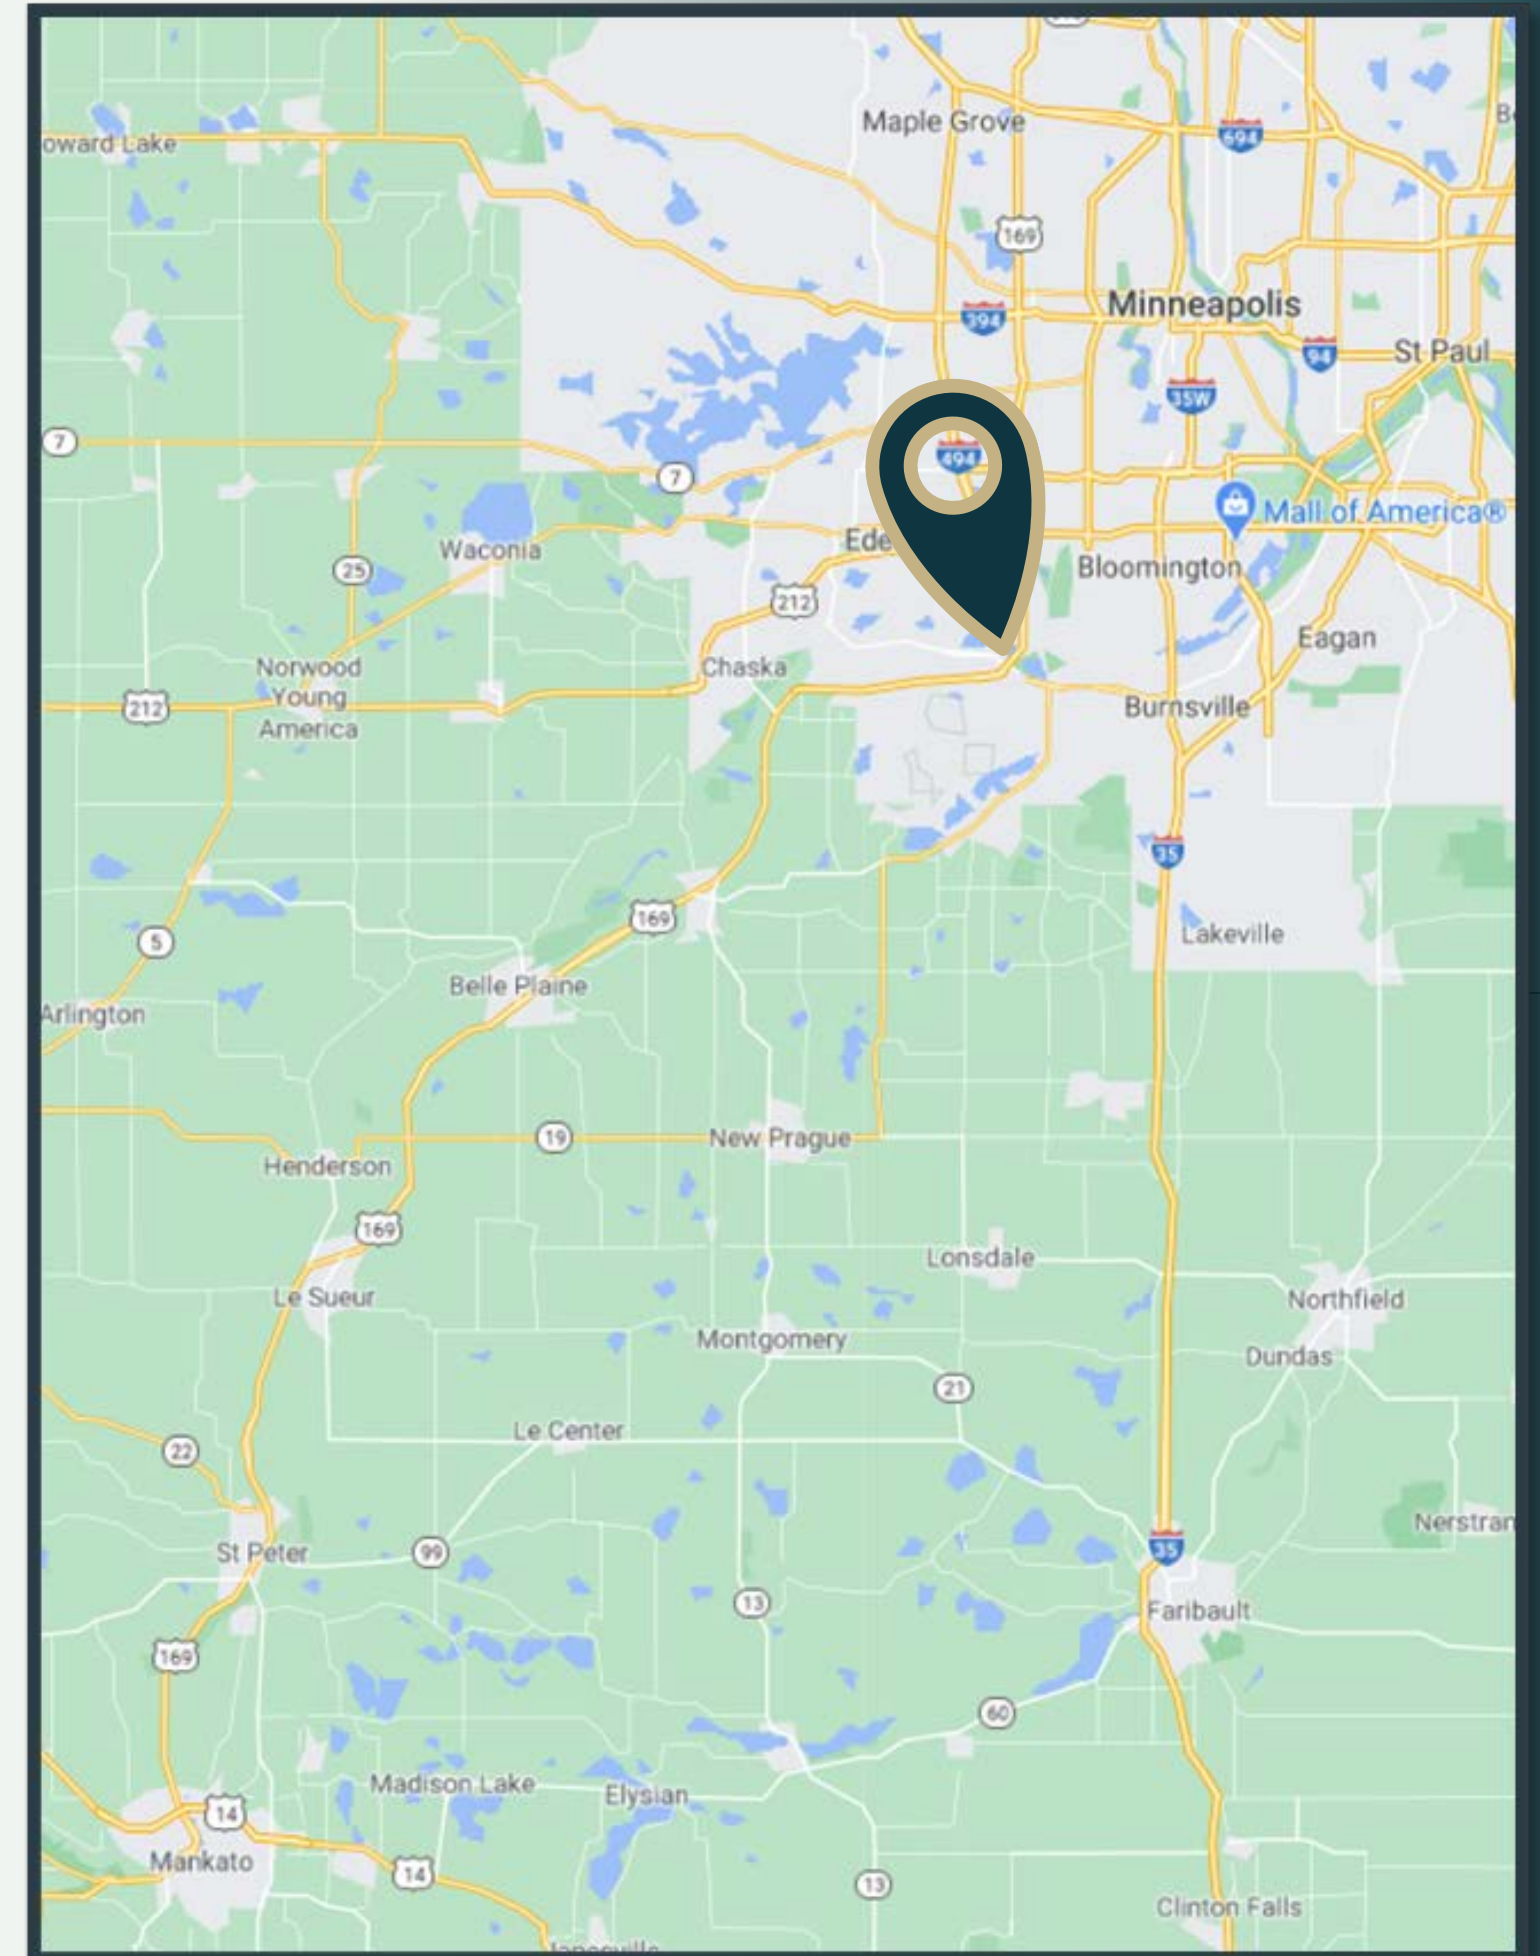 Maple Grove
694
oward Lake
169
Minneapolis
394
94
St Paul
35W
7
494
7
Mall of America®
Ede
Waconia
25
Bloomington
212
Eagan
Norwood
Young
America
Chaska
212
Burnsville
35
169
Lakeville
5
Belle Plaine
Arlington
19
New Prague
Henderson
169
Lonsdale
Le Sueur
Northfield
Montgomery
Dundas
21
Le Center
22
Nerstran
St Peter
99
35
13
Faribault
169
60
Madison Lake
Elysian
14
Mankato
14
13
Clinton Falls